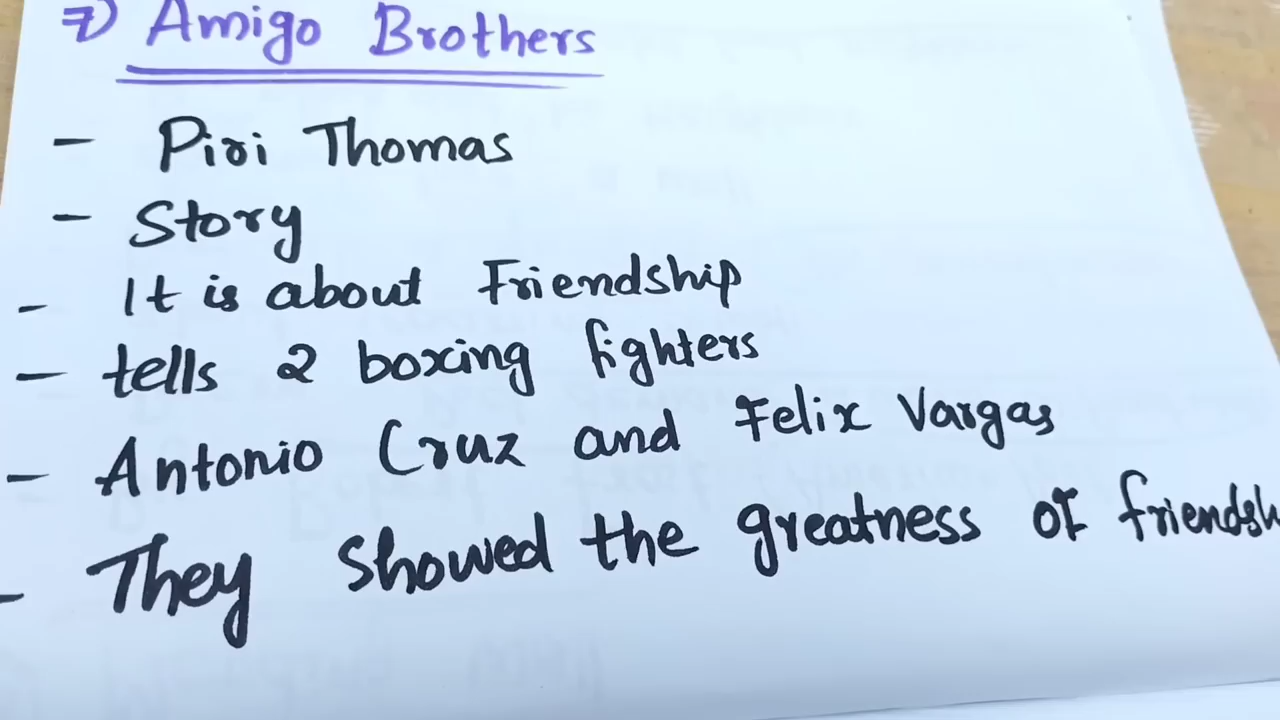 7) Amigo Brothers
- Piri Thomas
- Story
- It is about Friendship
- tells 2 boxing fighters
- Antonio Cruz and Felix Vargas
- They showed the greatness of friendsh